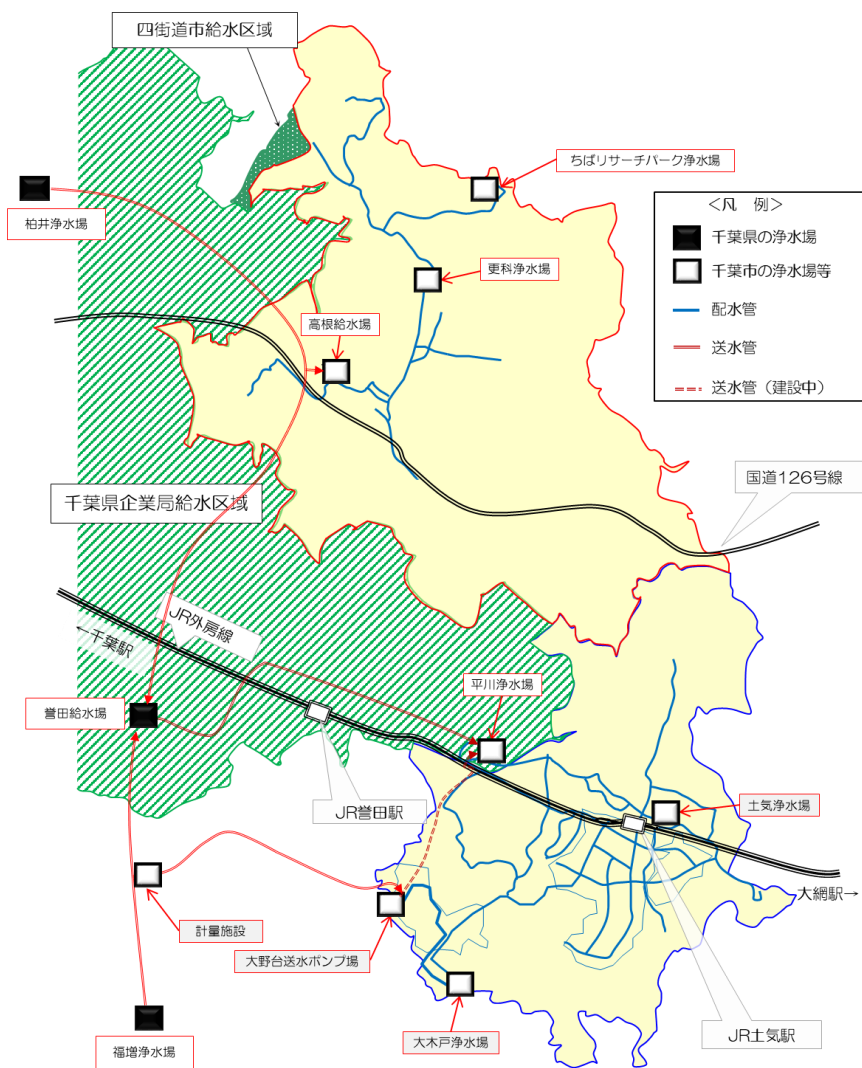 四街道市給水区域
ちばリサーチパーク浄水場
<凡 例>
千葉県の浄水場
千葉市の浄水場等
配水管
送水管
送水管（建設中）
柏井浄水場
更科浄水場
高根給水場
国道126号線
千葉県企業局給水区域
JR外房線
←千葉駅
平川浄水場
誉田給水場
JR誉田駅
土気浄水場
大網駅→
計量施設
大野台送水ポンプ場
大木戸浄水場
JR土気駅
福増浄水場